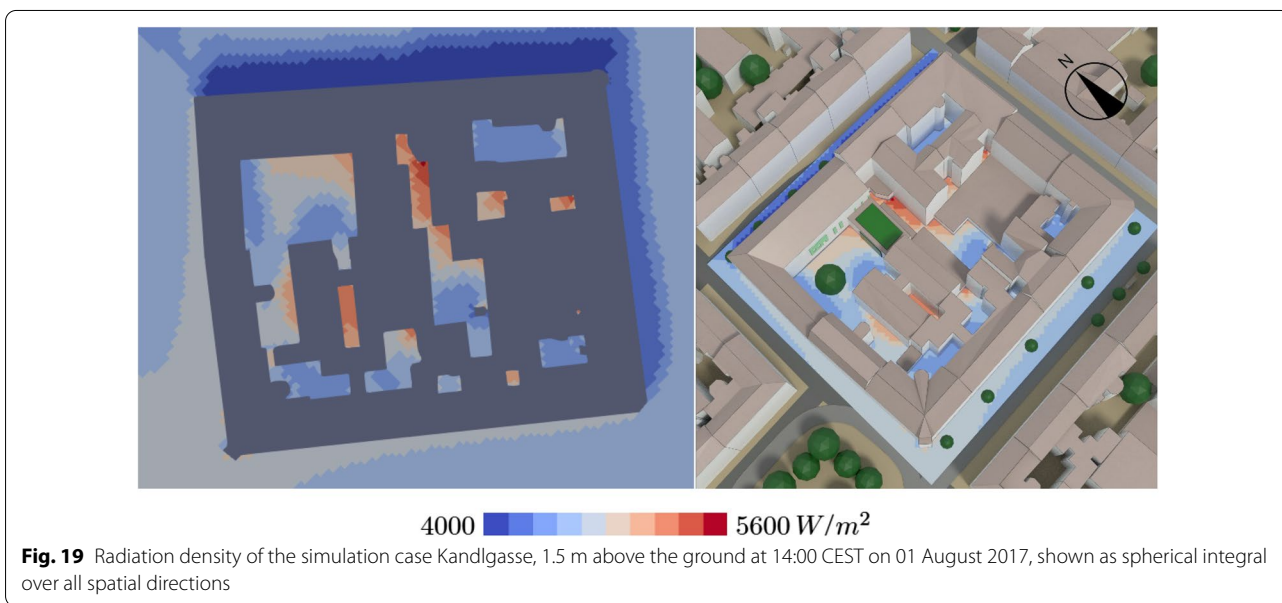 N
4000 5600 W/m²
Fig. 19 Radiation density of the simulation case Kandlgasse, 1.5 m above the ground at 14:00 CEST on 01 August 2017, shown as spherical integral
over all spatial directions